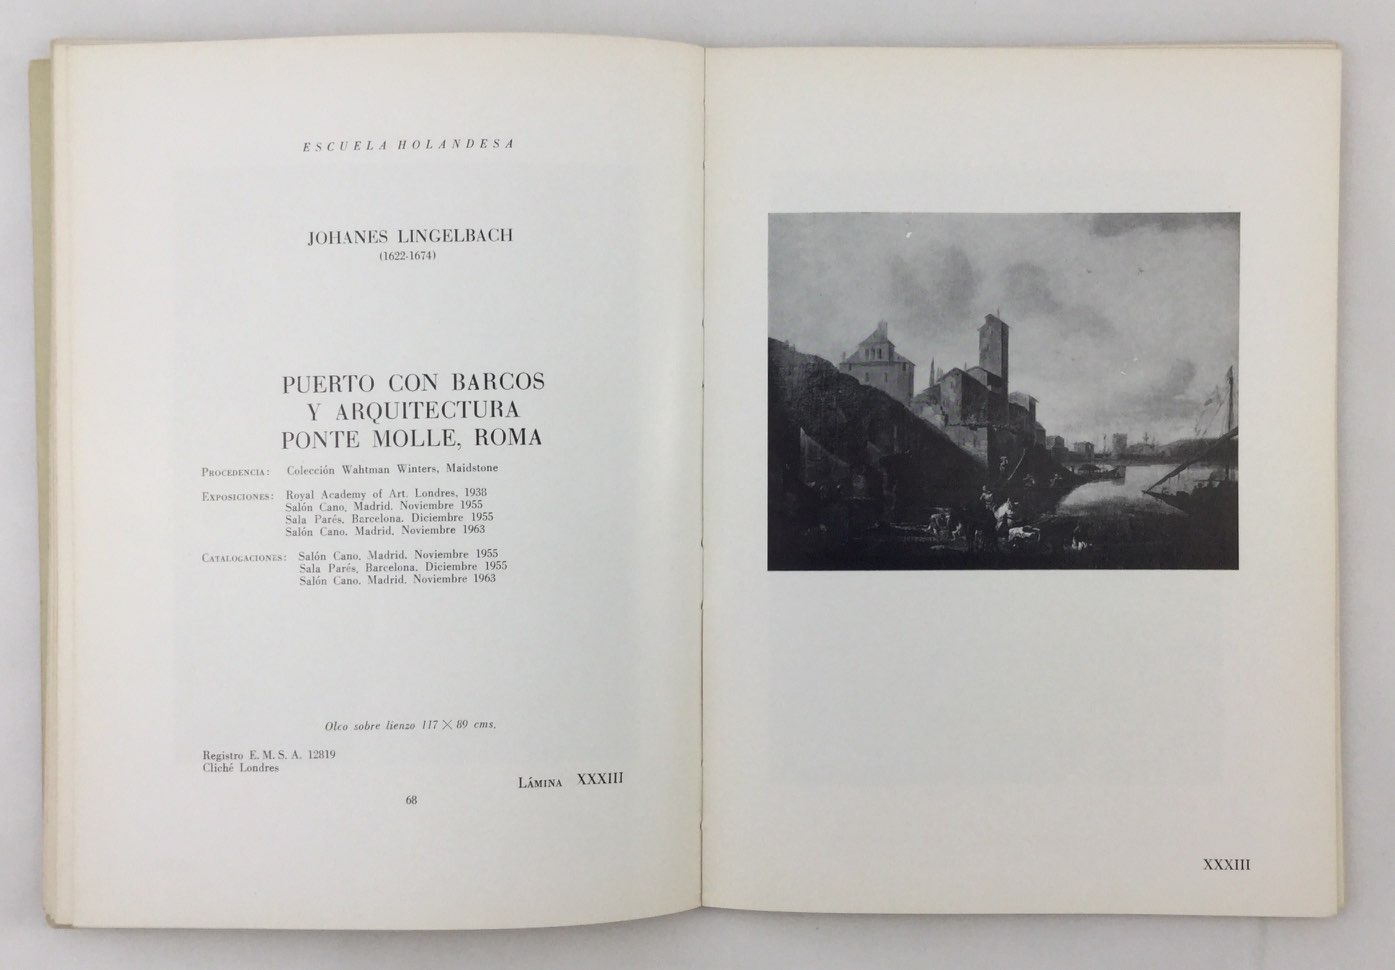 ESCUELA HOLANDESA
JOHANES LINGELBACH
(1622-1674)
PUERTO CON BARCOS
Y ARQUITECTURA
PONTE MOLLE, ROMA
PROCEDENCIA: Colección Wahtman Winters, Maidstone
EXPOSICIONES: Royal Academy of Art. Londres, 1938
Salón Cano, Madrid. Noviembre 1955
Sala Parés, Barcelona. Diciembre 1955
Salón Cano. Madrid. Noviembre 1963
CATALOGACIONES: Salón Cano. Madrid. Noviembre 1955
Sala Parés, Barcelona. Diciembre 1955
Salón Cano. Madrid. Noviembre 1963
Olco sobre lienzo 117 × 89 cms.
Registro E. M. S. A. 12819
Cliché Londres
LÁMINA XXXIII
68
XXXIII